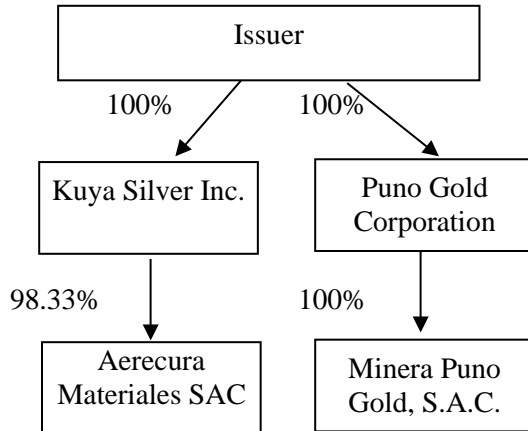 Issuer
100%
100%
Kuya Silver Inc.
Puno Gold
Corporation
98.33%
100%
Aerecura
Materiales SAC
Minera Puno
Gold, S.A.C.